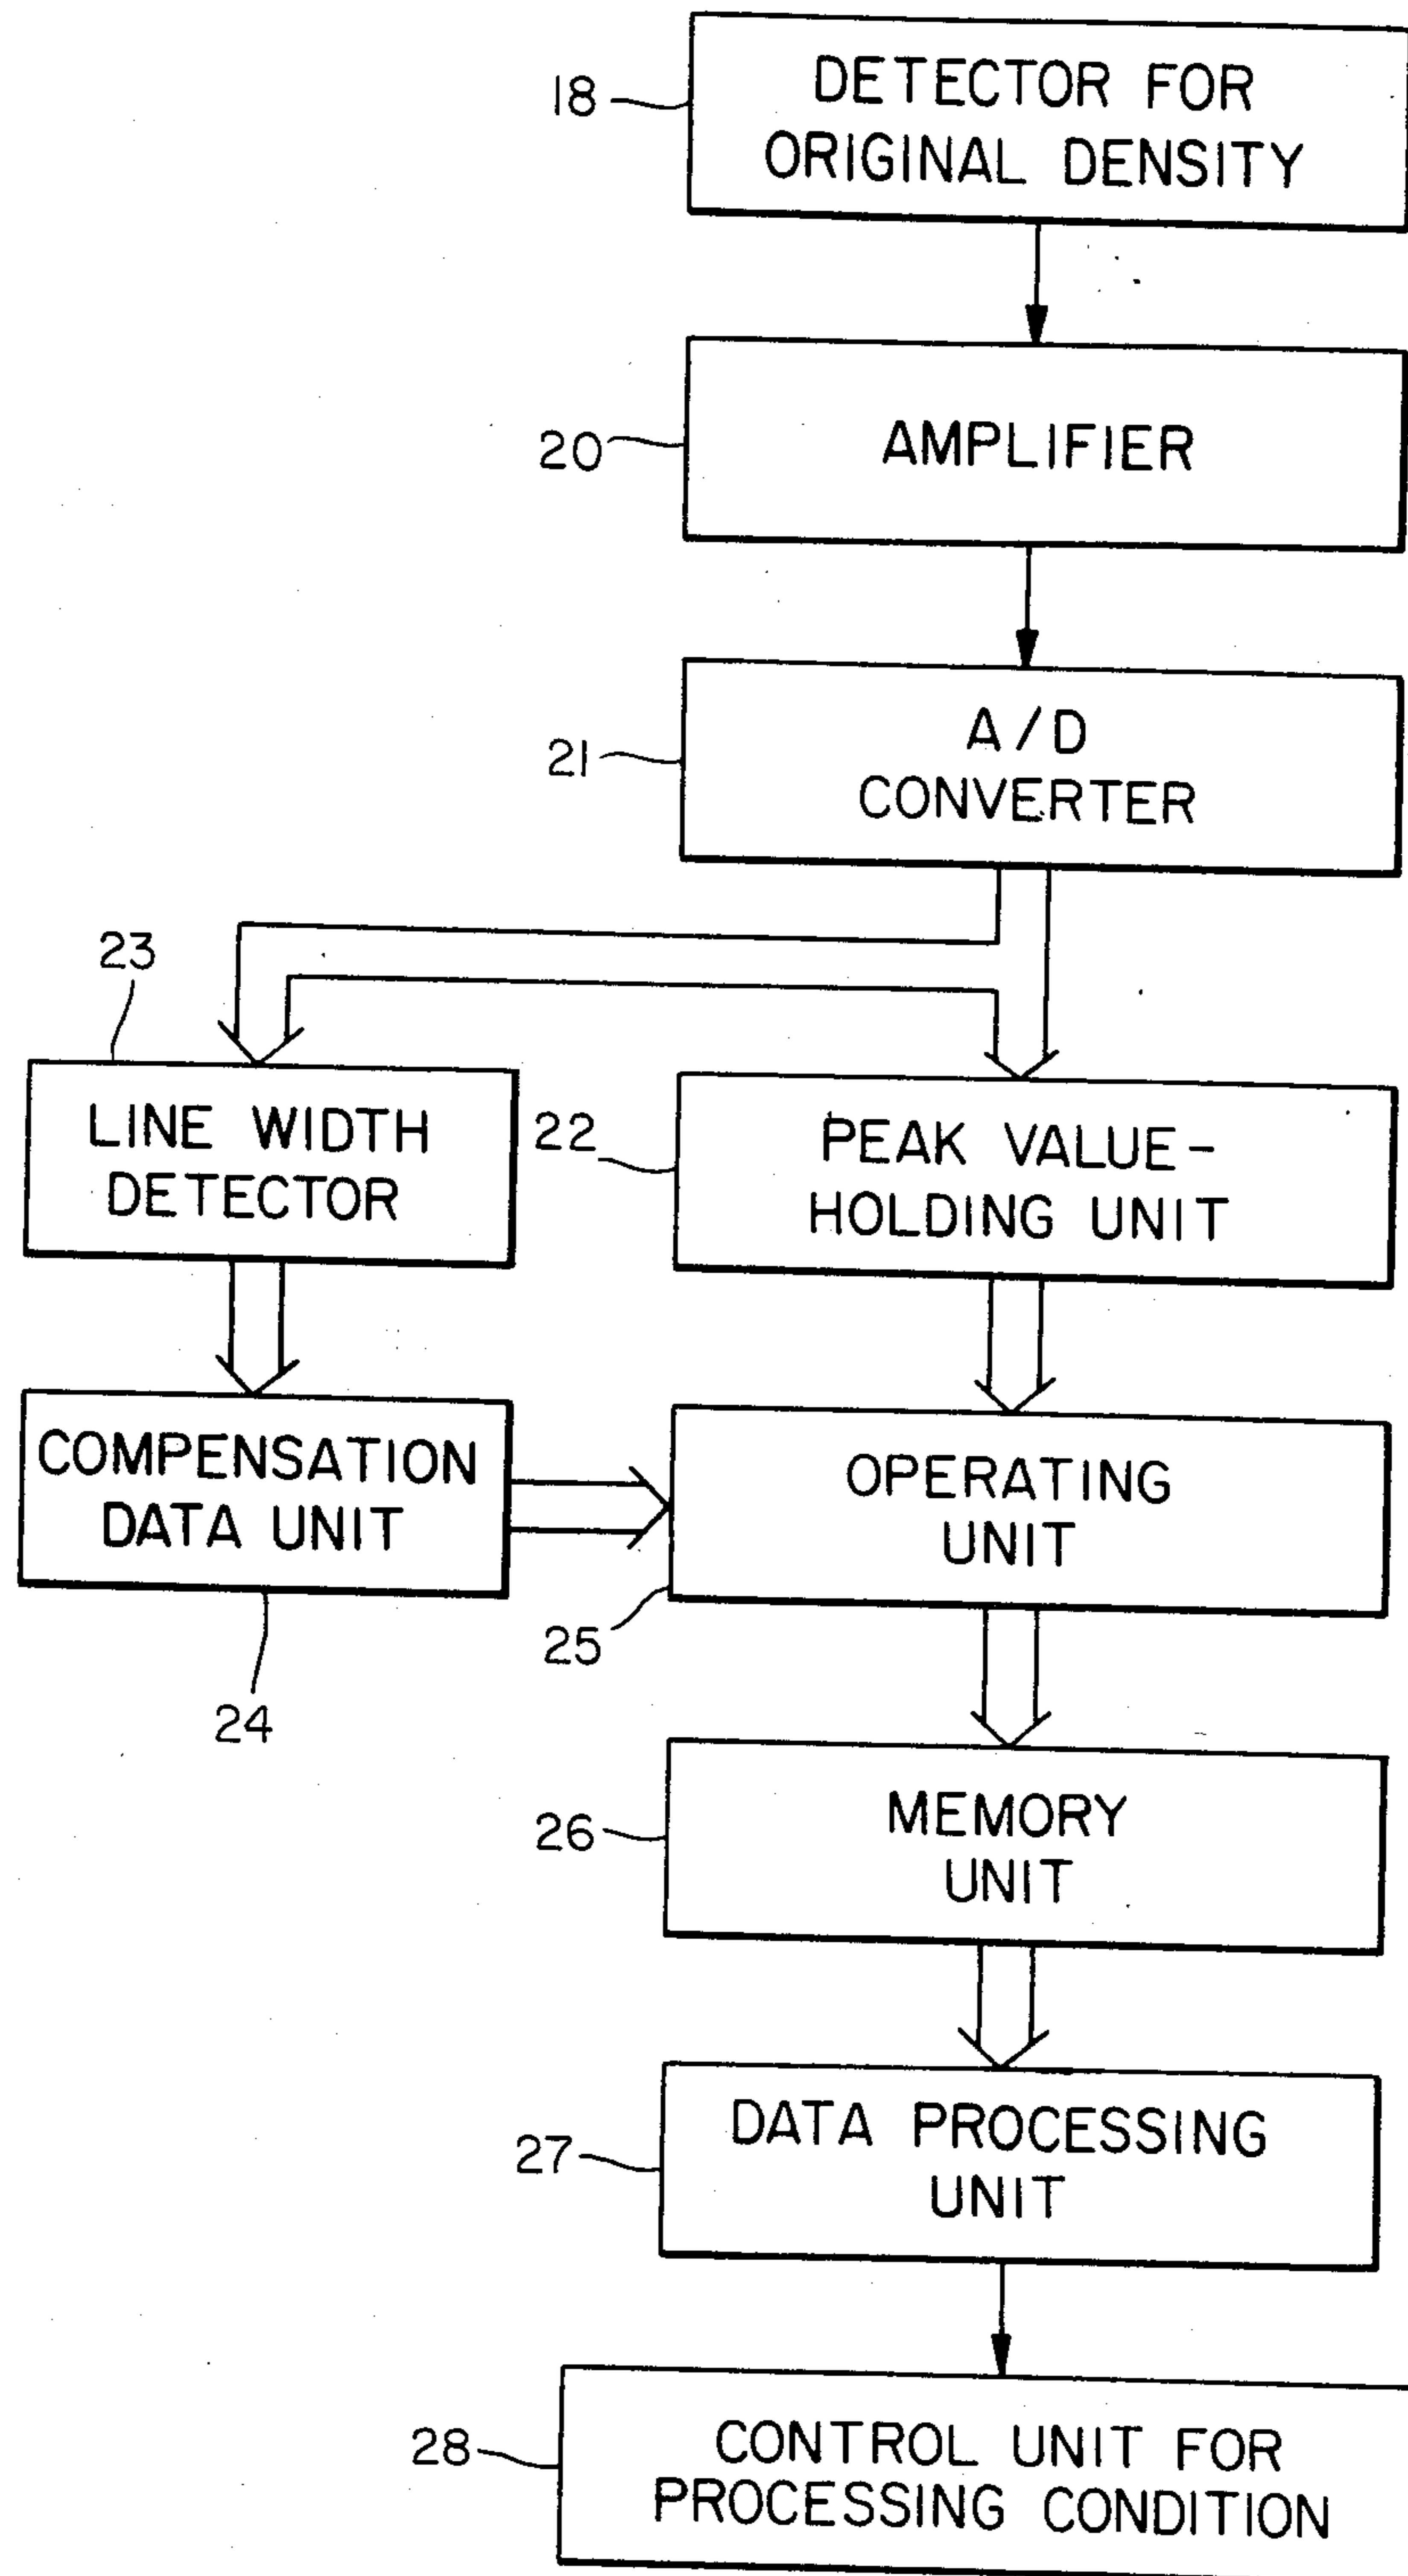 18
DETECTOR FOR
ORIGINAL DENSITY
20
AMPLIFIER
21
A/D
CONVERTER
23
LINE WIDTH
DETECTOR
22
PEAK VALUE-
HOLDING UNIT
COMPENSATION
DATA UNIT
24
OPERATING
UNIT
25
26
MEMORY
UNIT
27
DATA PROCESSING
UNIT
28
CONTROL UNIT FOR
PROCESSING CONDITION